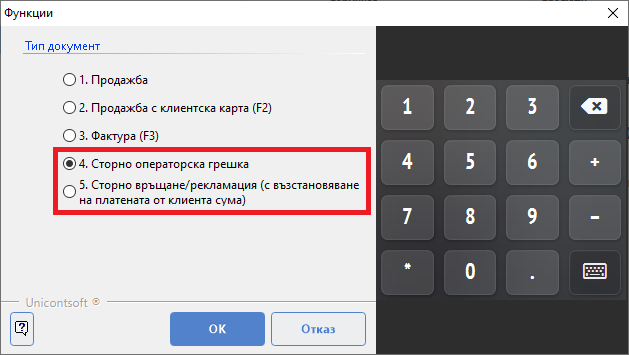 Функции
Тип документ
1. Продажба
2. Продажба с клиентска карта (F2)
3. Фактура (F3)
4. Сторно операторска грешка
5. Сторно връщане/рекламация (с възстановяване
на платената от клиента сума)
Unicontsoft ®
OK
Отказ
1 2 3
4 5 6 +
7 8 9 -
* 0 .